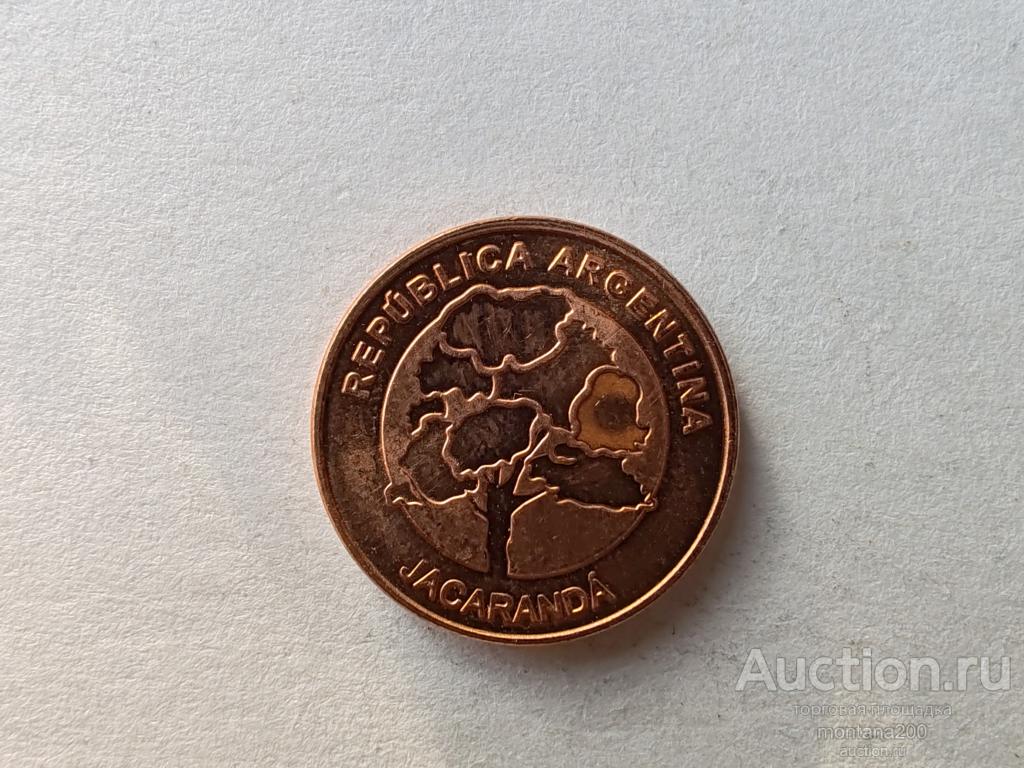 REPÚBLICA ARGENTINA
JACARANDÁ
Auction.ru
торговая площадка
montana200
auction.ru